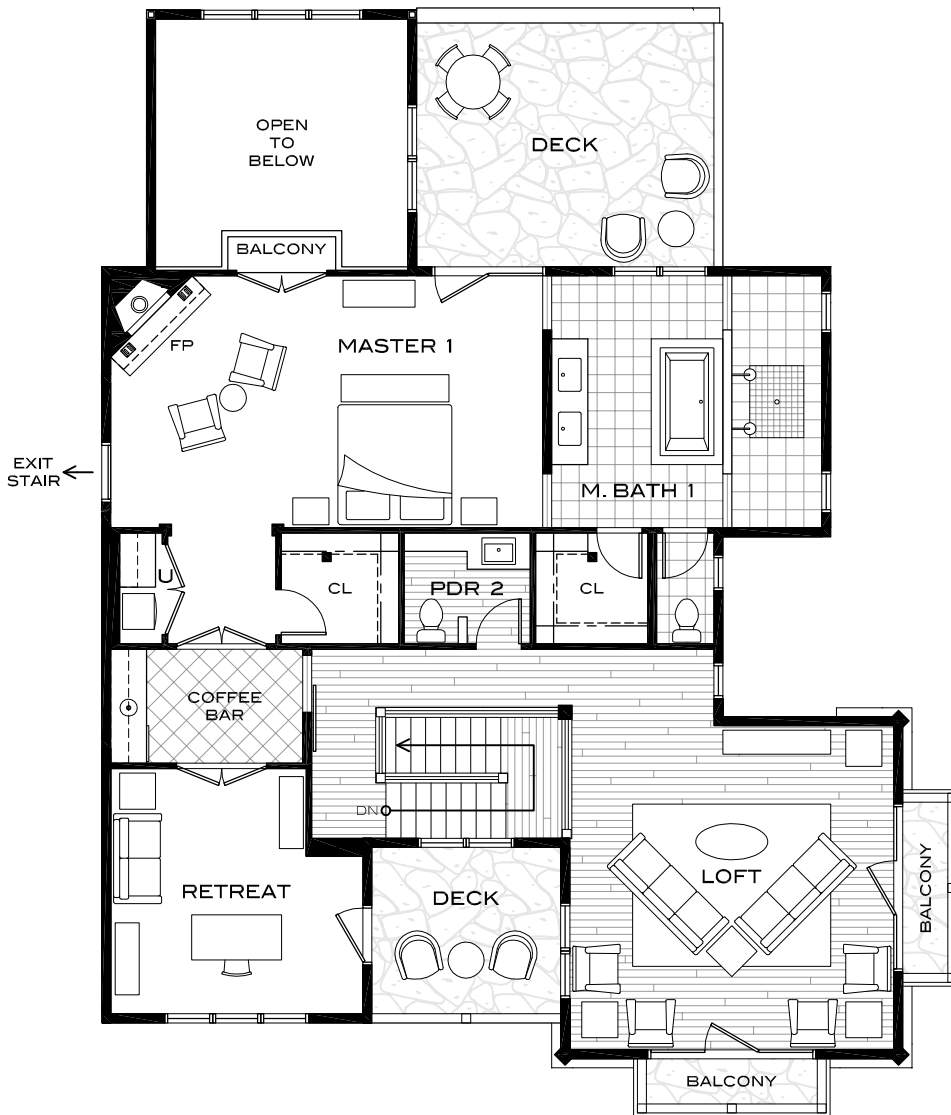 OPEN
TO
BELOW
DECK
BALCONY
FP
MASTER 1
EXIT
STAIR
M. BATH 1
U
CL
PDR 2
CL
COFFEE
BAR
DN
RETREAT
DECK
LOFT
BALCONY
BALCONY